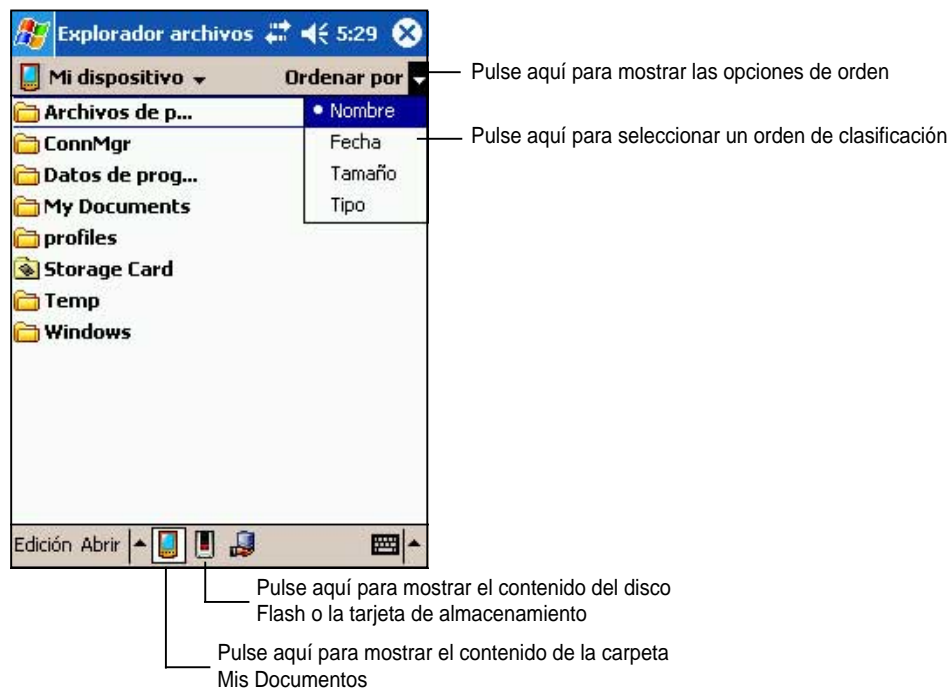 Explorador archivos 5:29
Mi dispositivo Ordenar por
Pulse aquí para mostrar las opciones de orden
Archivos de p...
Nombre
Pulse aquí para seleccionar un orden de clasificación
ConnMgr
Fecha
Datos de prog...
Tamaño
My Documents
Tipo
profiles
Storage Card
Temp
Windows
Edición Abrir
Pulse aquí para mostrar el contenido del disco
Flash o la tarjeta de almacenamiento
Pulse aquí para mostrar el contenido de la carpeta
Mis Documentos